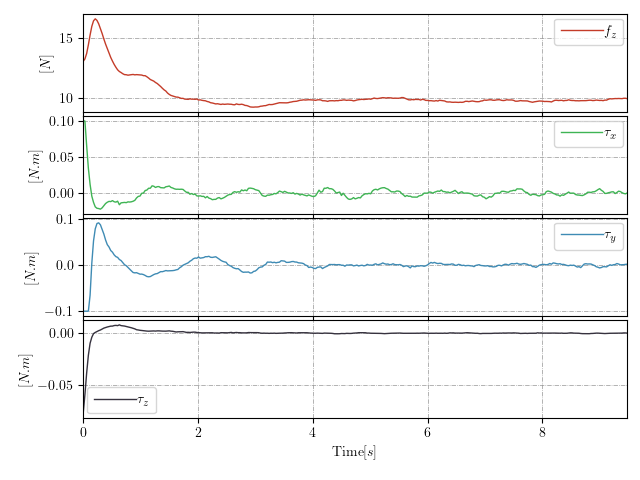 15
10
[N]
f_z
0.10
0.05
0.00
[N.m]
τ_x
0.1
0.0
−0.1
[N.m]
τ_y
0.00
−0.05
[N.m]
τ_z
0 2 4 6 8
Time[s]